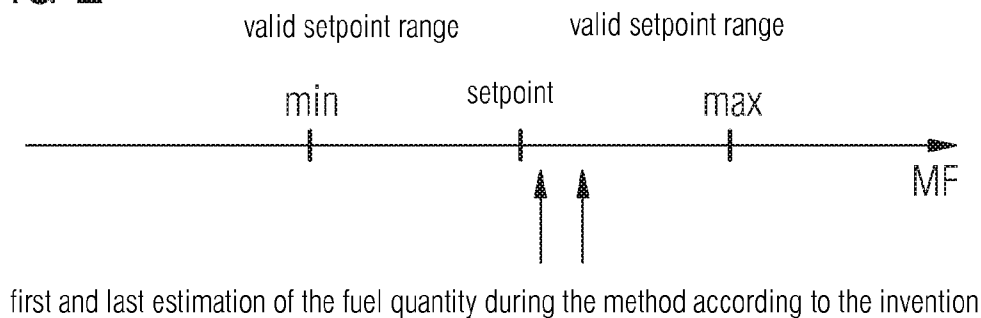 valid setpoint range valid setpoint range
min setpoint max
MF
first and last estimation of the fuel quantity during the method according to the invention